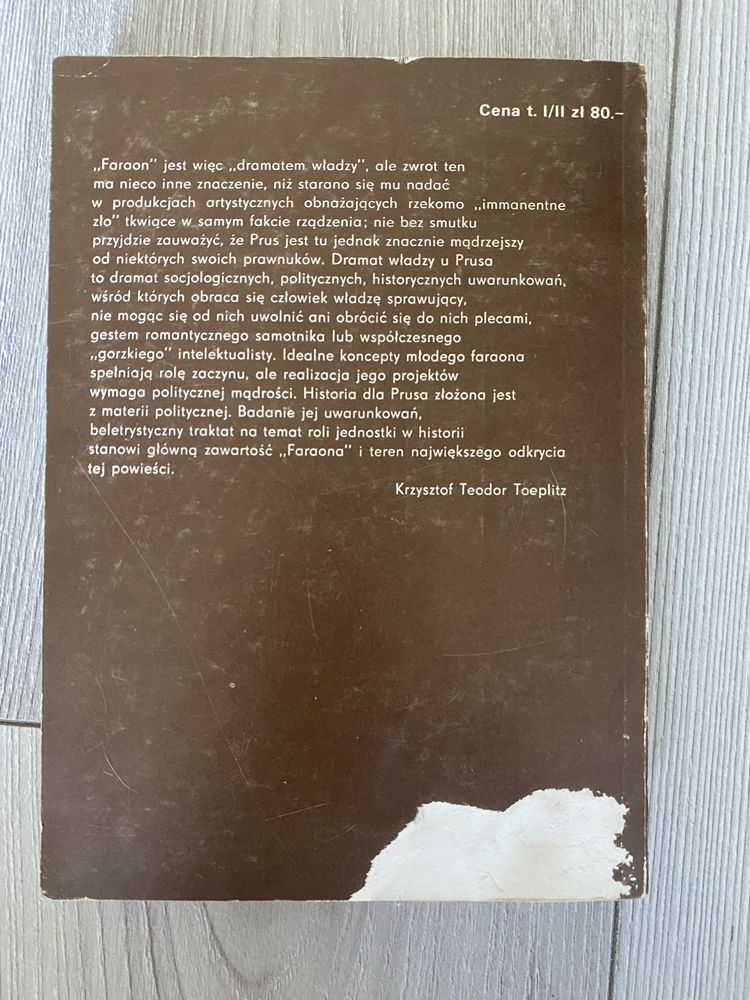 Cena t. I/II zł 80.–
„Faraon" jest więc „dramatem władzy", ale zwrot ten
ma nieco inne znaczenie, niż starano się mu nadać
w produkcjach artystycznych obnażających rzekomo „immanentne
zło" tkwiące w samym fakcie rządzenia; nie bez smutku
przyjdzie zauważyć, że Prus jest tu jednak znacznie mądrzejszy
od niektórych swoich prawnuków. Dramat władzy u Prusa
to dramat socjologicznych, politycznych, historycznych uwarunkowań,
wśród których obraca się człowiek władzę sprawujący,
nie mogąc się od nich uwolnić ani obrócić się do nich plecami,
gestem romantycznego samotnika lub współczesnego
„gorzkiego" intelektualisty. Idealne koncepty młodego faraona
spełniają rolę zaczynu, ale realizacja jego projektów
wymaga politycznej mądrości. Historia dla Prusa złożona jest
z materii politycznej. Badanie jej uwarunkowań,
beletrystyczny traktat na temat roli jednostki w historii
stanowi główną zawartość „Faraona" i teren największego odkrycia
tej powieści.
Krzysztof Teodor Toeplitz